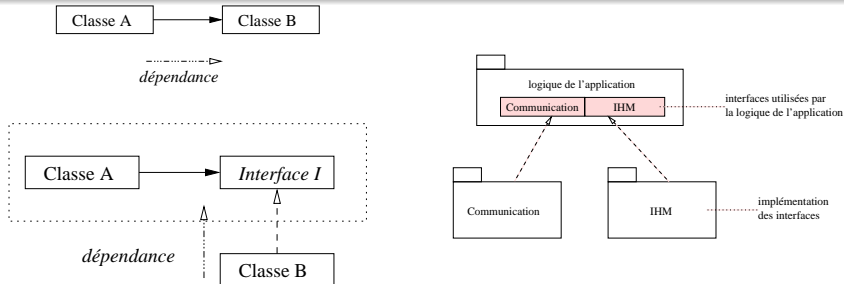 Classe A
Classe B
dépendance
Classe A
Interface I
dépendance
Classe B
logique de l'application
Communication
IHM
interfaces utilisées par
la logique de l'application
Communication
IHM
implémentation
des interfaces